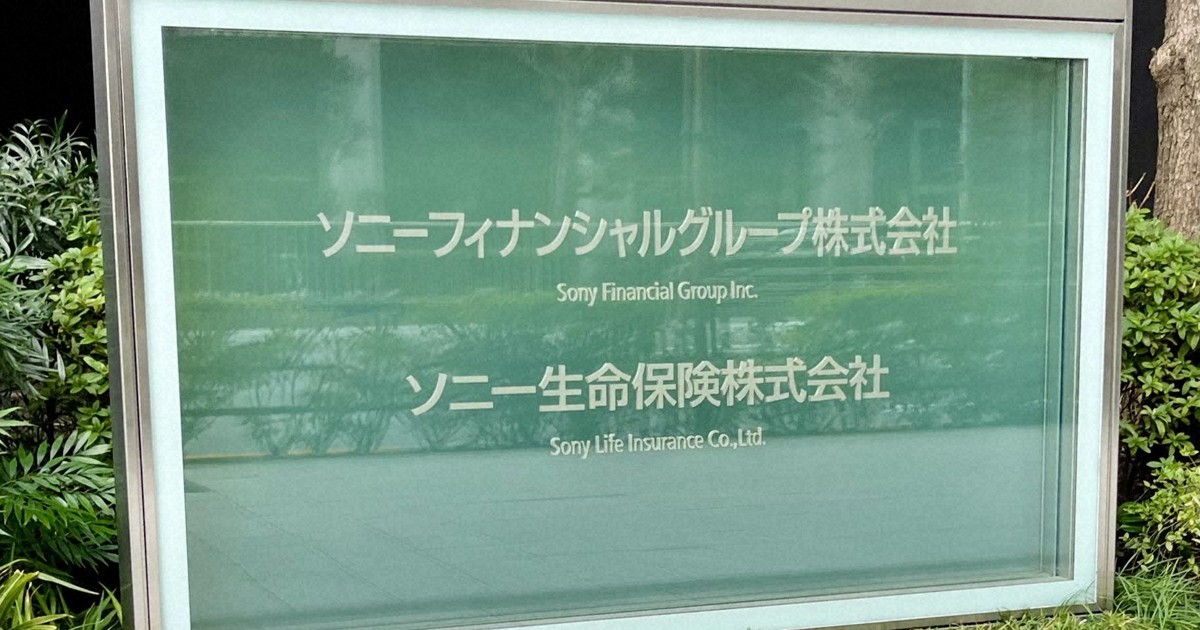 ソニーフィナンシャルグループ株式会社
Sony Financial Group Inc.
ソニー生命保険株式会社
Sony Life Insurance Co.,Ltd.